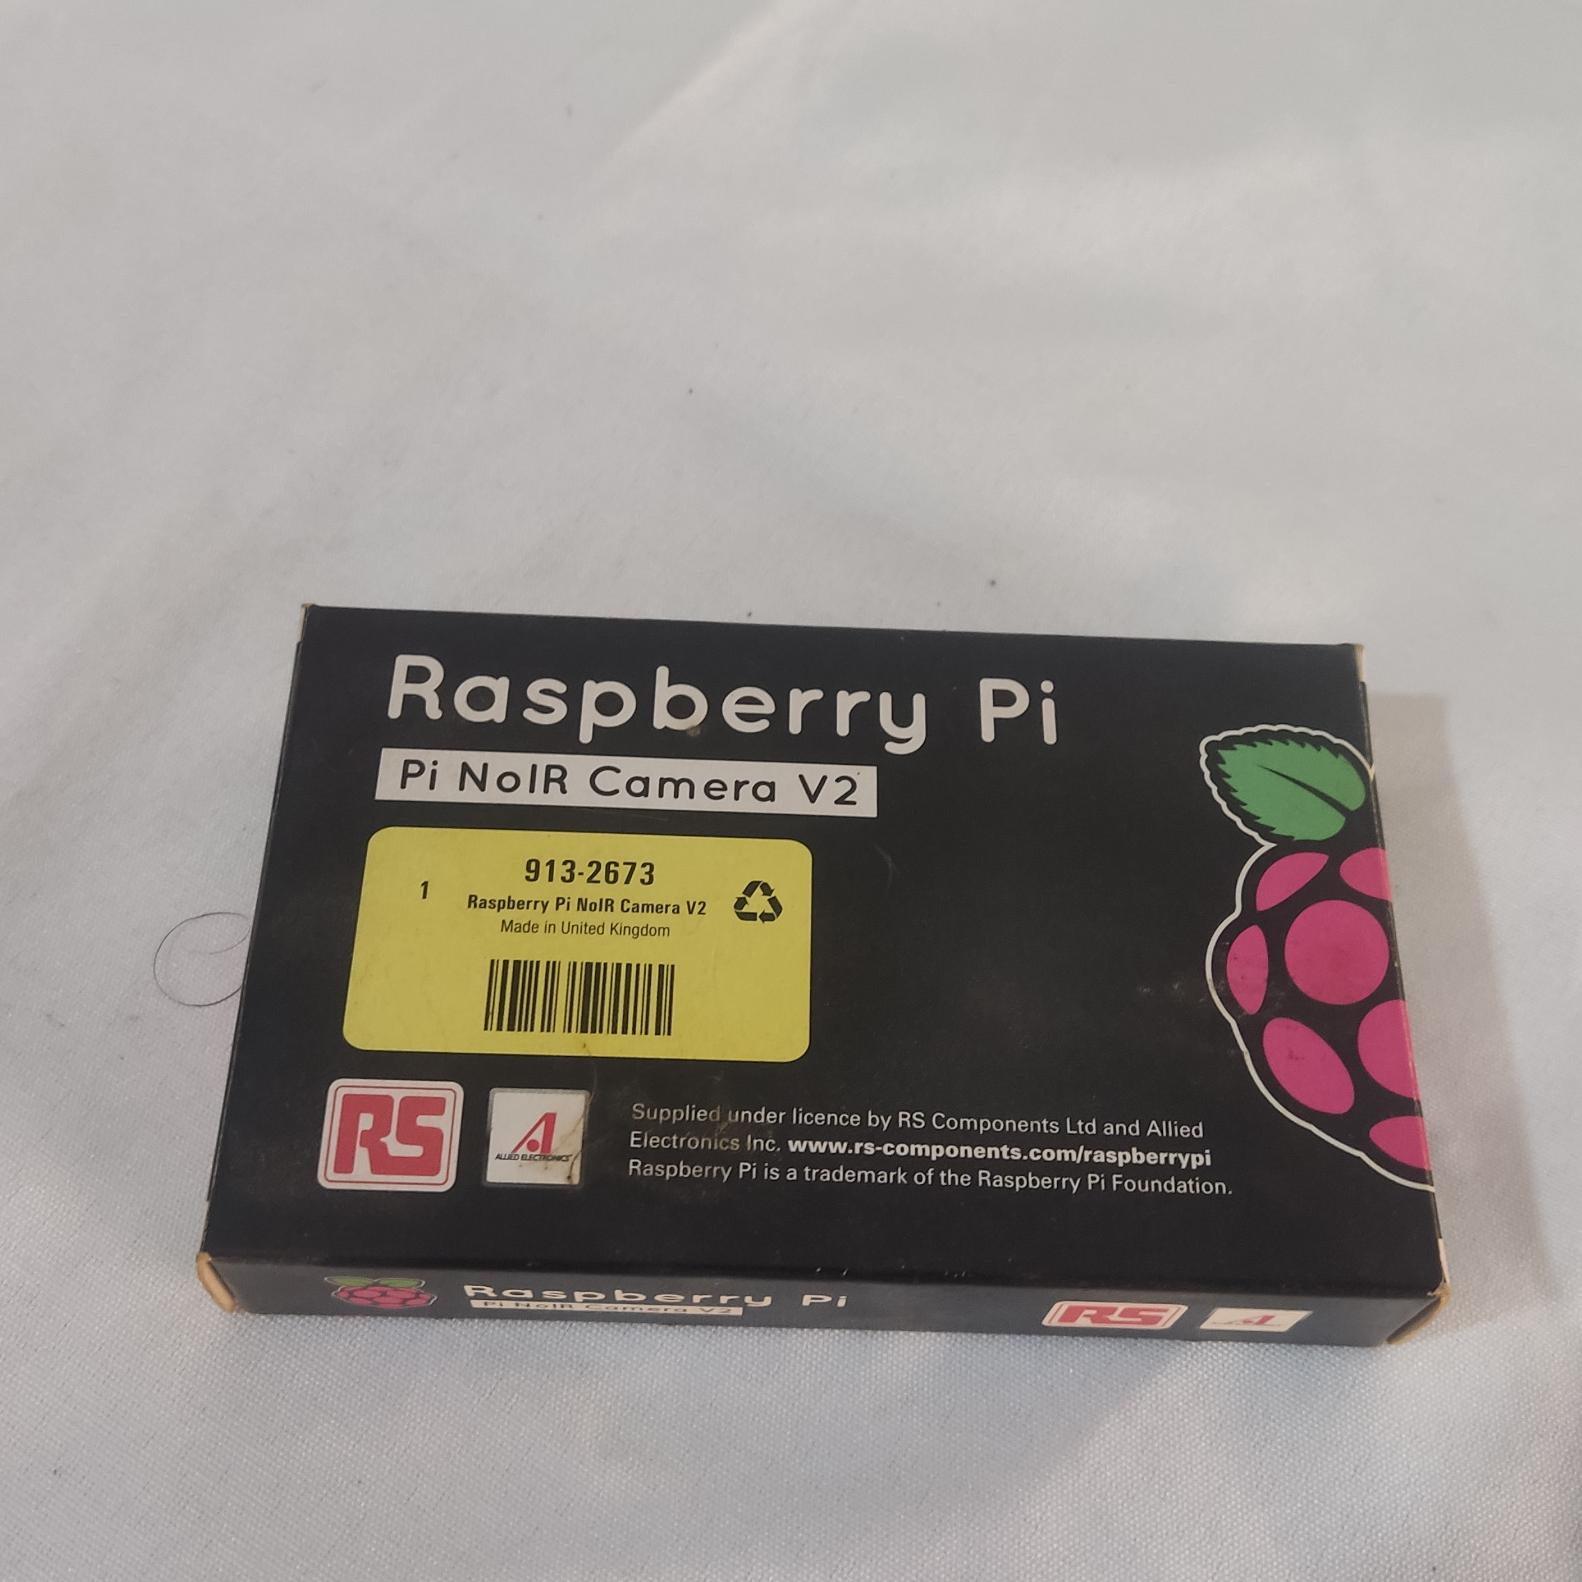 Raspberry Pi
Pi NoIR Camera V2
913-2673
1
Raspberry Pi NoIR Camera V2
Made in United Kingdom
RS
A
ALLIED ELECTRONICS
Supplied under licence by RS Components Ltd and Allied
Electronics Inc. www.rs-components.com/raspberrypi
Raspberry Pi is a trademark of the Raspberry Pi Foundation.
Raspberry Pi
Pi NoIR Camera V2
RS
A